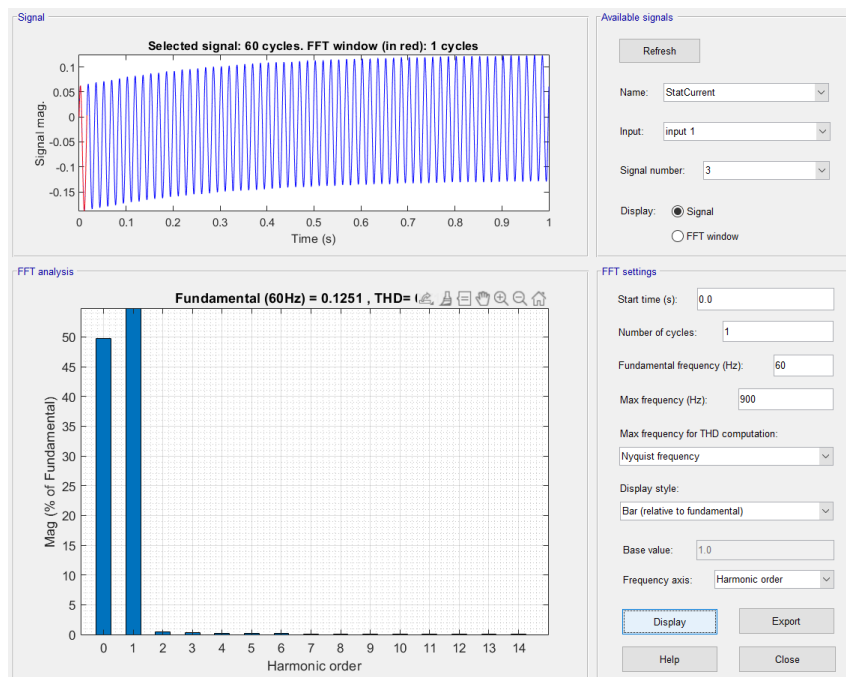 Signal
Selected signal: 60 cycles. FFT window (in red): 1 cycles
0.1
0.05
0
-0.05
-0.1
-0.15
Signal mag.
0 0.1 0.2 0.3 0.4 0.5 0.6 0.7 0.8 0.9 1
Time (s)
Available signals
Refresh
Name: StatCurrent
Input: input 1
Signal number: 3
Display: Signal
FFT window
FFT analysis
Fundamental (60Hz) = 0.1251 , THD=
50
45
40
35
30
25
20
15
10
5
0
Mag (% of Fundamental)
0 1 2 3 4 5 6 7 8 9 10 11 12 13 14
Harmonic order
FFT settings
Start time (s): 0.0
Number of cycles: 1
Fundamental frequency (Hz): 60
Max frequency (Hz): 900
Max frequency for THD computation:
Nyquist frequency
Display style:
Bar (relative to fundamental)
Base value: 1.0
Frequency axis: Harmonic order
Display Export
Help Close